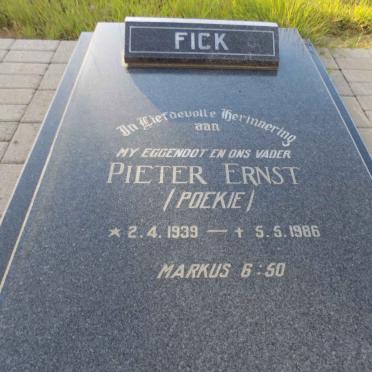 FICK
In Liefdevolle Herinnering
aan
MY EGGENOOT EN ONS VADER
PIETER ERNST
(POEKIE)
* 2.4.1939 — † 5.5.1986
MARKUS 6:50